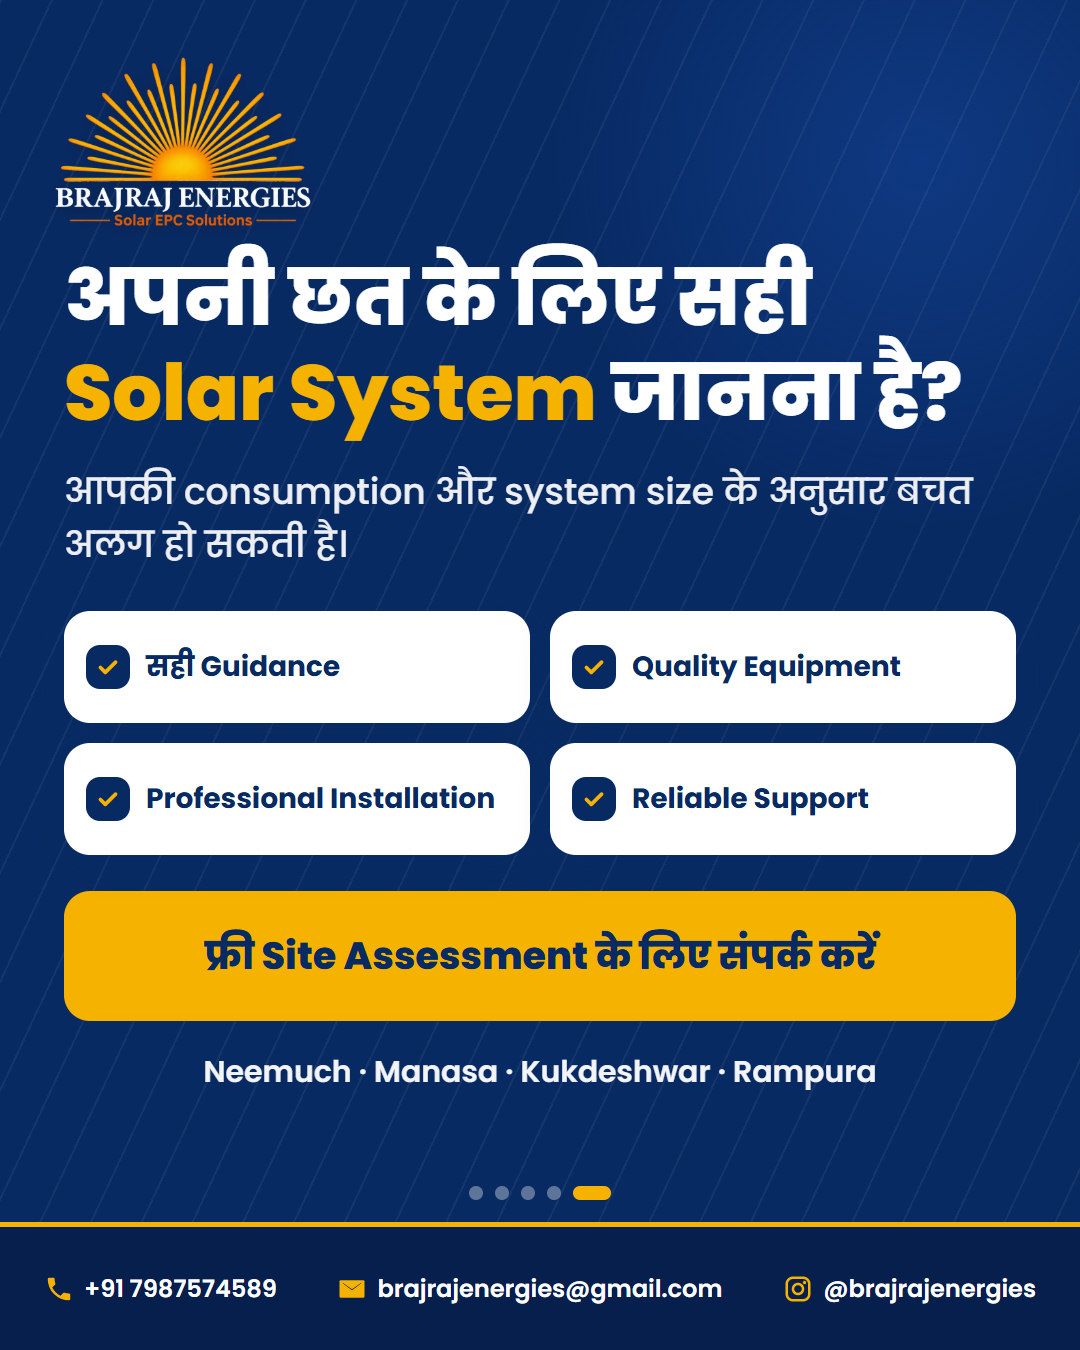 BRAJRAJ ENERGIES
Solar EPC Solutions
अपनी छत के लिए सही
Solar System जानना है?
आपकी consumption और system size के अनुसार बचत
अलग हो सकती है।
सही Guidance
Quality Equipment
Professional Installation
Reliable Support
फ्री Site Assessment के लिए संपर्क करें
Neemuch · Manasa · Kukdeshwar · Rampura
+91 7987574589
brajrajenergies@gmail.com
@brajrajenergies